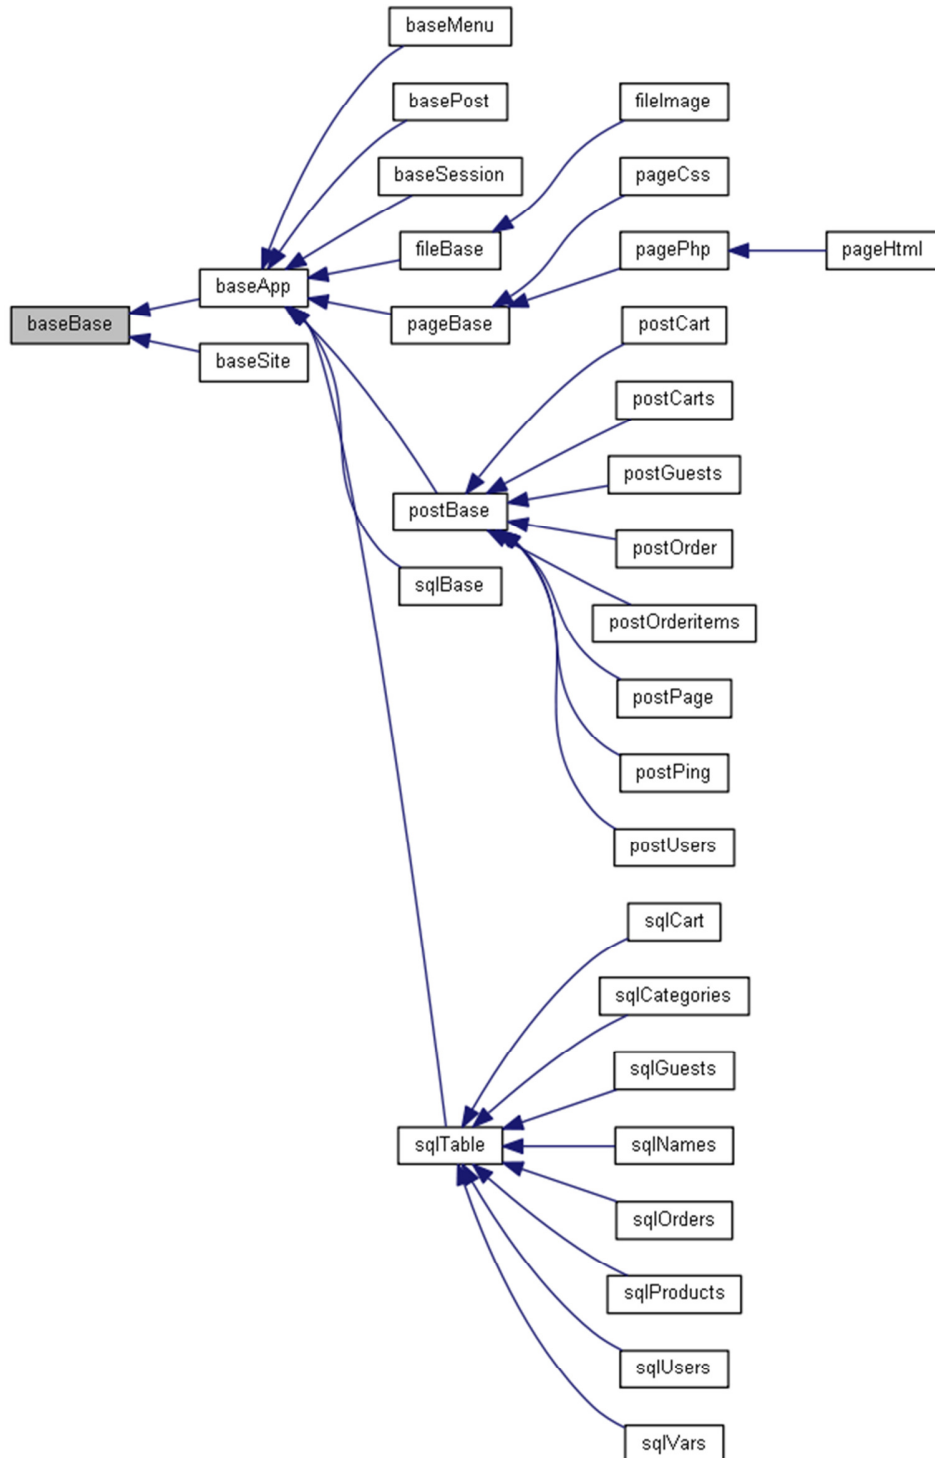 baseMenu
basePost
fileImage
baseSession
pageCss
fileBase
pagePhp
pageHtml
baseApp
baseBase
pageBase
postCart
baseSite
postCarts
postGuests
postBase
postOrder
sqlBase
postOrderitems
postPage
postPing
postUsers
sqlCart
sqlCategories
sqlGuests
sqlTable
sqlNames
sqlOrders
sqlProducts
sqlUsers
sqlVars